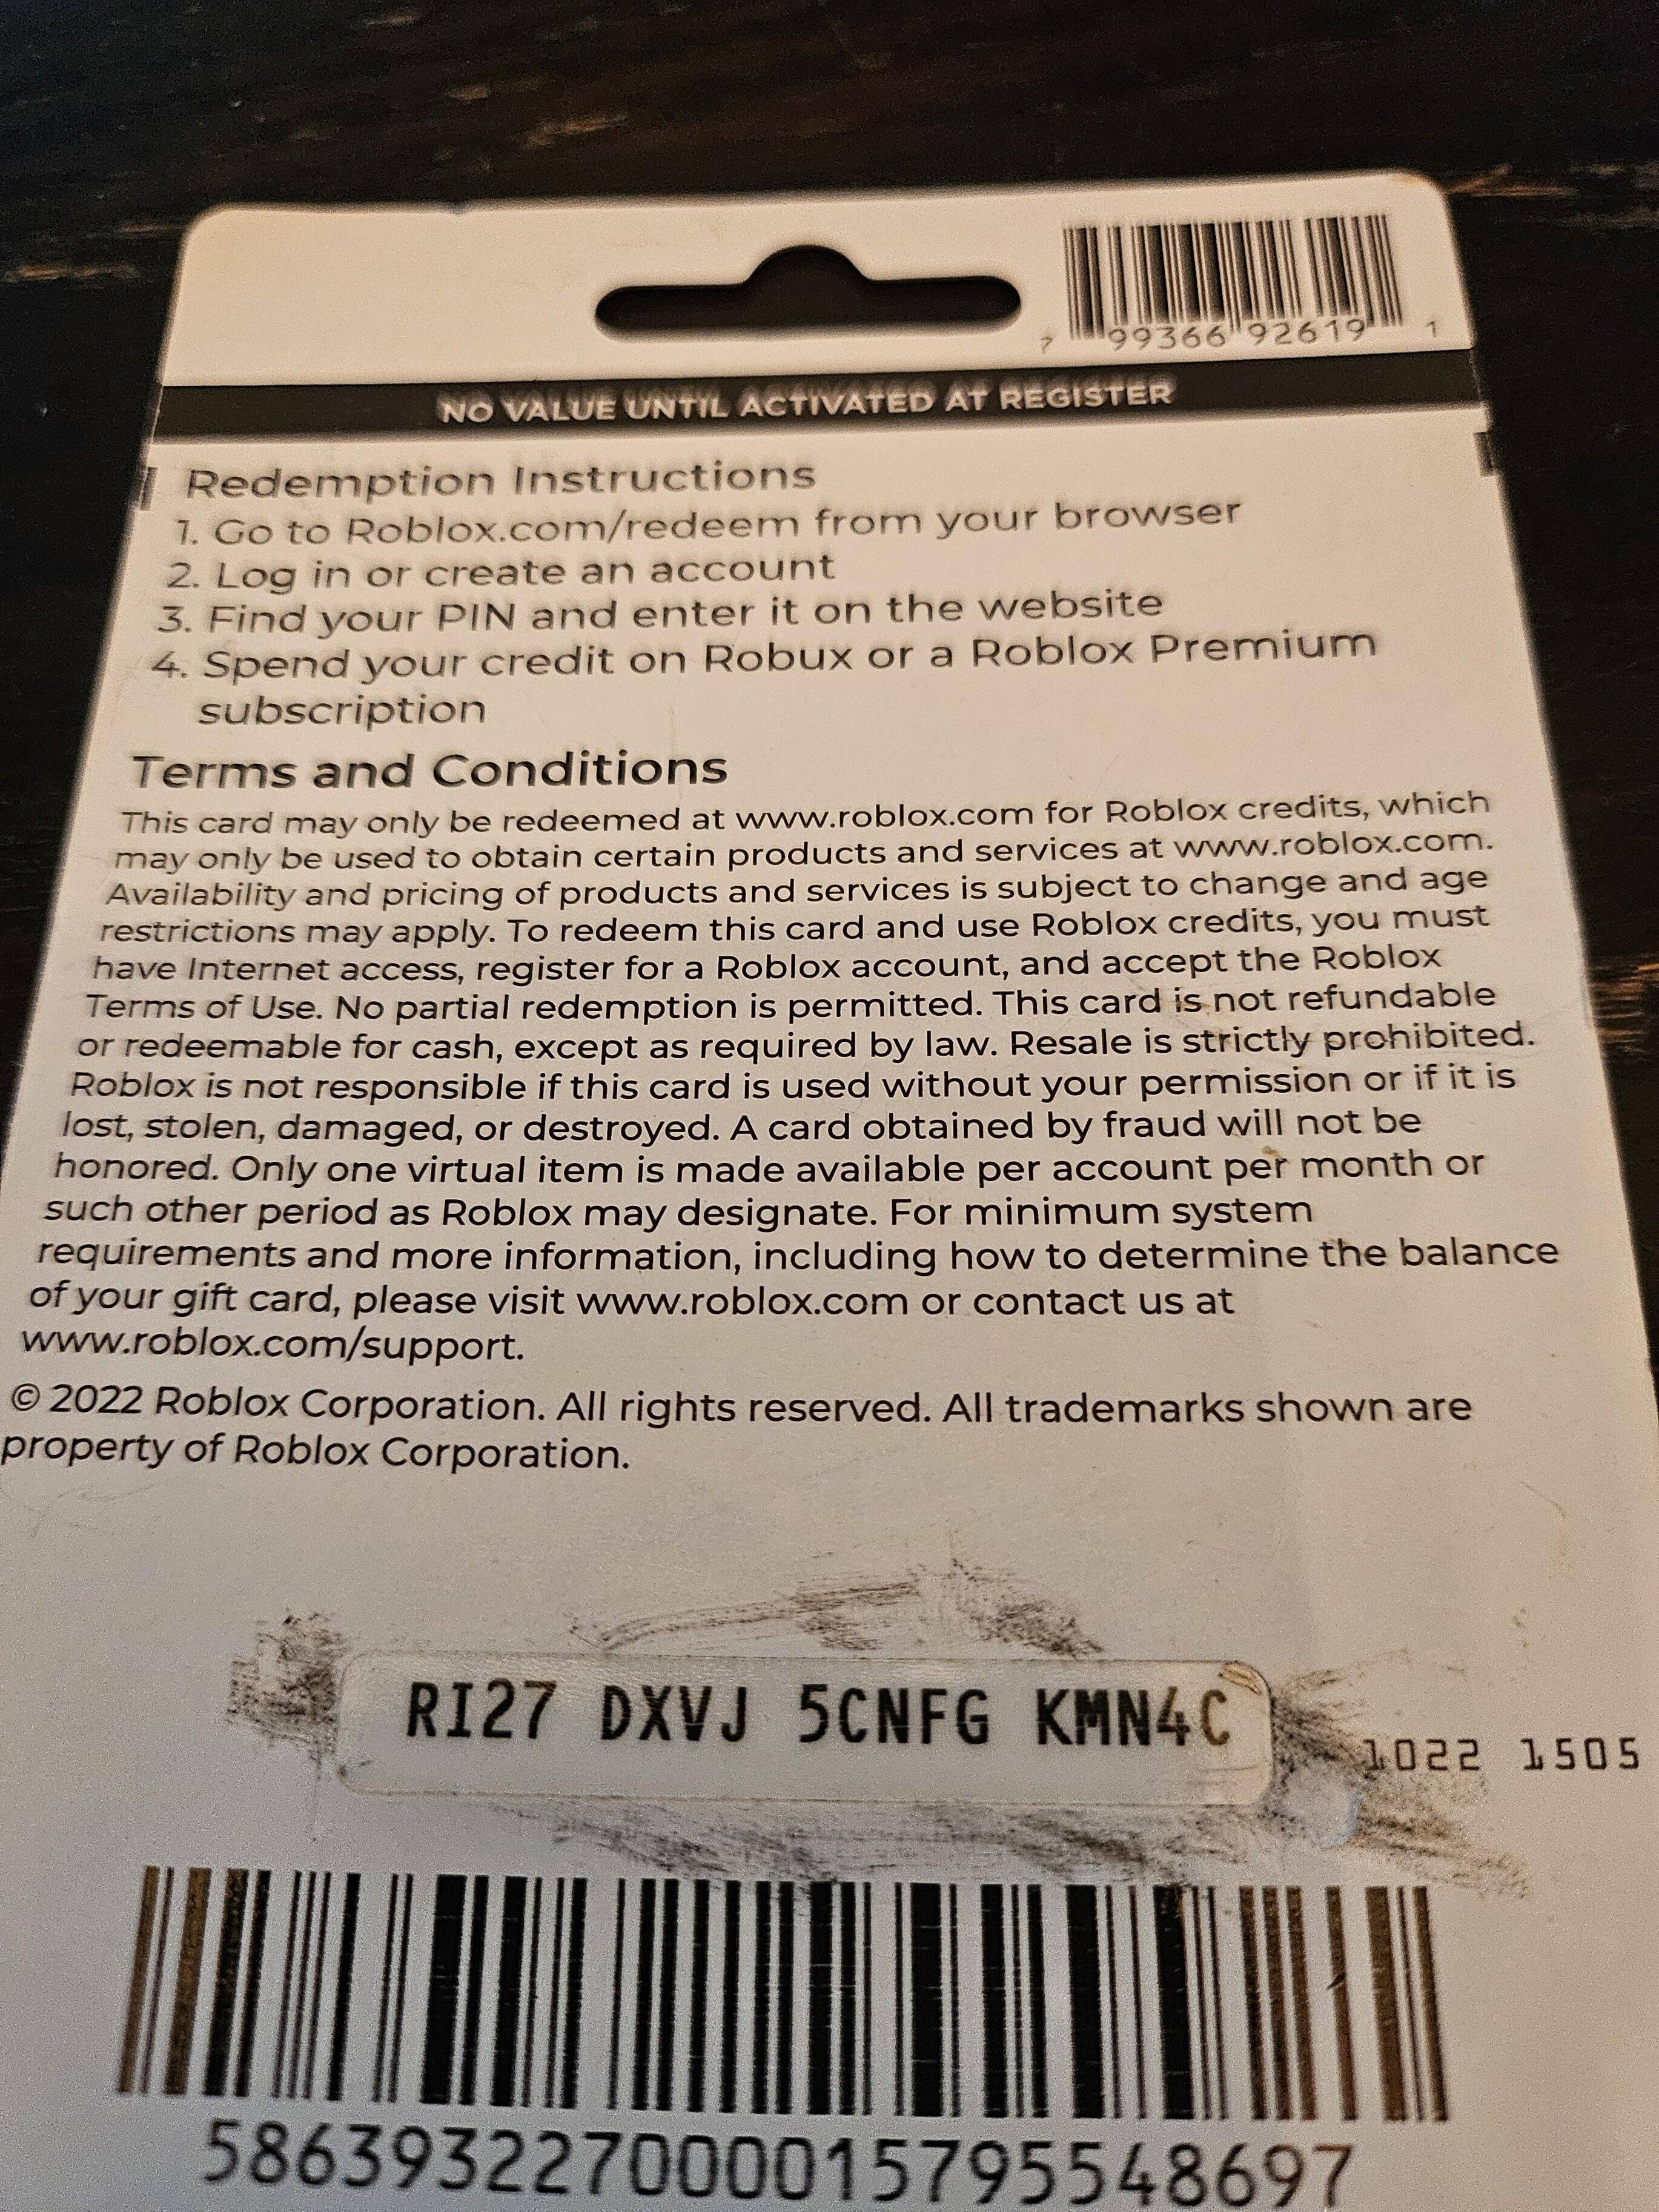 7 99366 92619 1
NO VALUE UNTIL ACTIVATED AT REGISTER
Redemption Instructions
1. Go to Roblox.com/redeem from your browser
2. Log in or create an account
3. Find your PIN and enter it on the website
4. Spend your credit on Robux or a Roblox Premium
subscription
Terms and Conditions
This card may only be redeemed at www.roblox.com for Roblox credits, which
may only be used to obtain certain products and services at www.roblox.com.
Availability and pricing of products and services is subject to change and age
restrictions may apply. To redeem this card and use Roblox credits, you must
have Internet access, register for a Roblox account, and accept the Roblox
Terms of Use. No partial redemption is permitted. This card is not refundable
or redeemable for cash, except as required by law. Resale is strictly prohibited.
Roblox is not responsible if this card is used without your permission or if it is
lost, stolen, damaged, or destroyed. A card obtained by fraud will not be
honored. Only one virtual item is made available per account per month or
such other period as Roblox may designate. For minimum system
requirements and more information, including how to determine the balance
of your gift card, please visit www.roblox.com or contact us at
www.roblox.com/support.
© 2022 Roblox Corporation. All rights reserved. All trademarks shown are
property of Roblox Corporation.
RI27 DXVJ 5CNFG KMN4C
1022 1505
586393227000015795548697